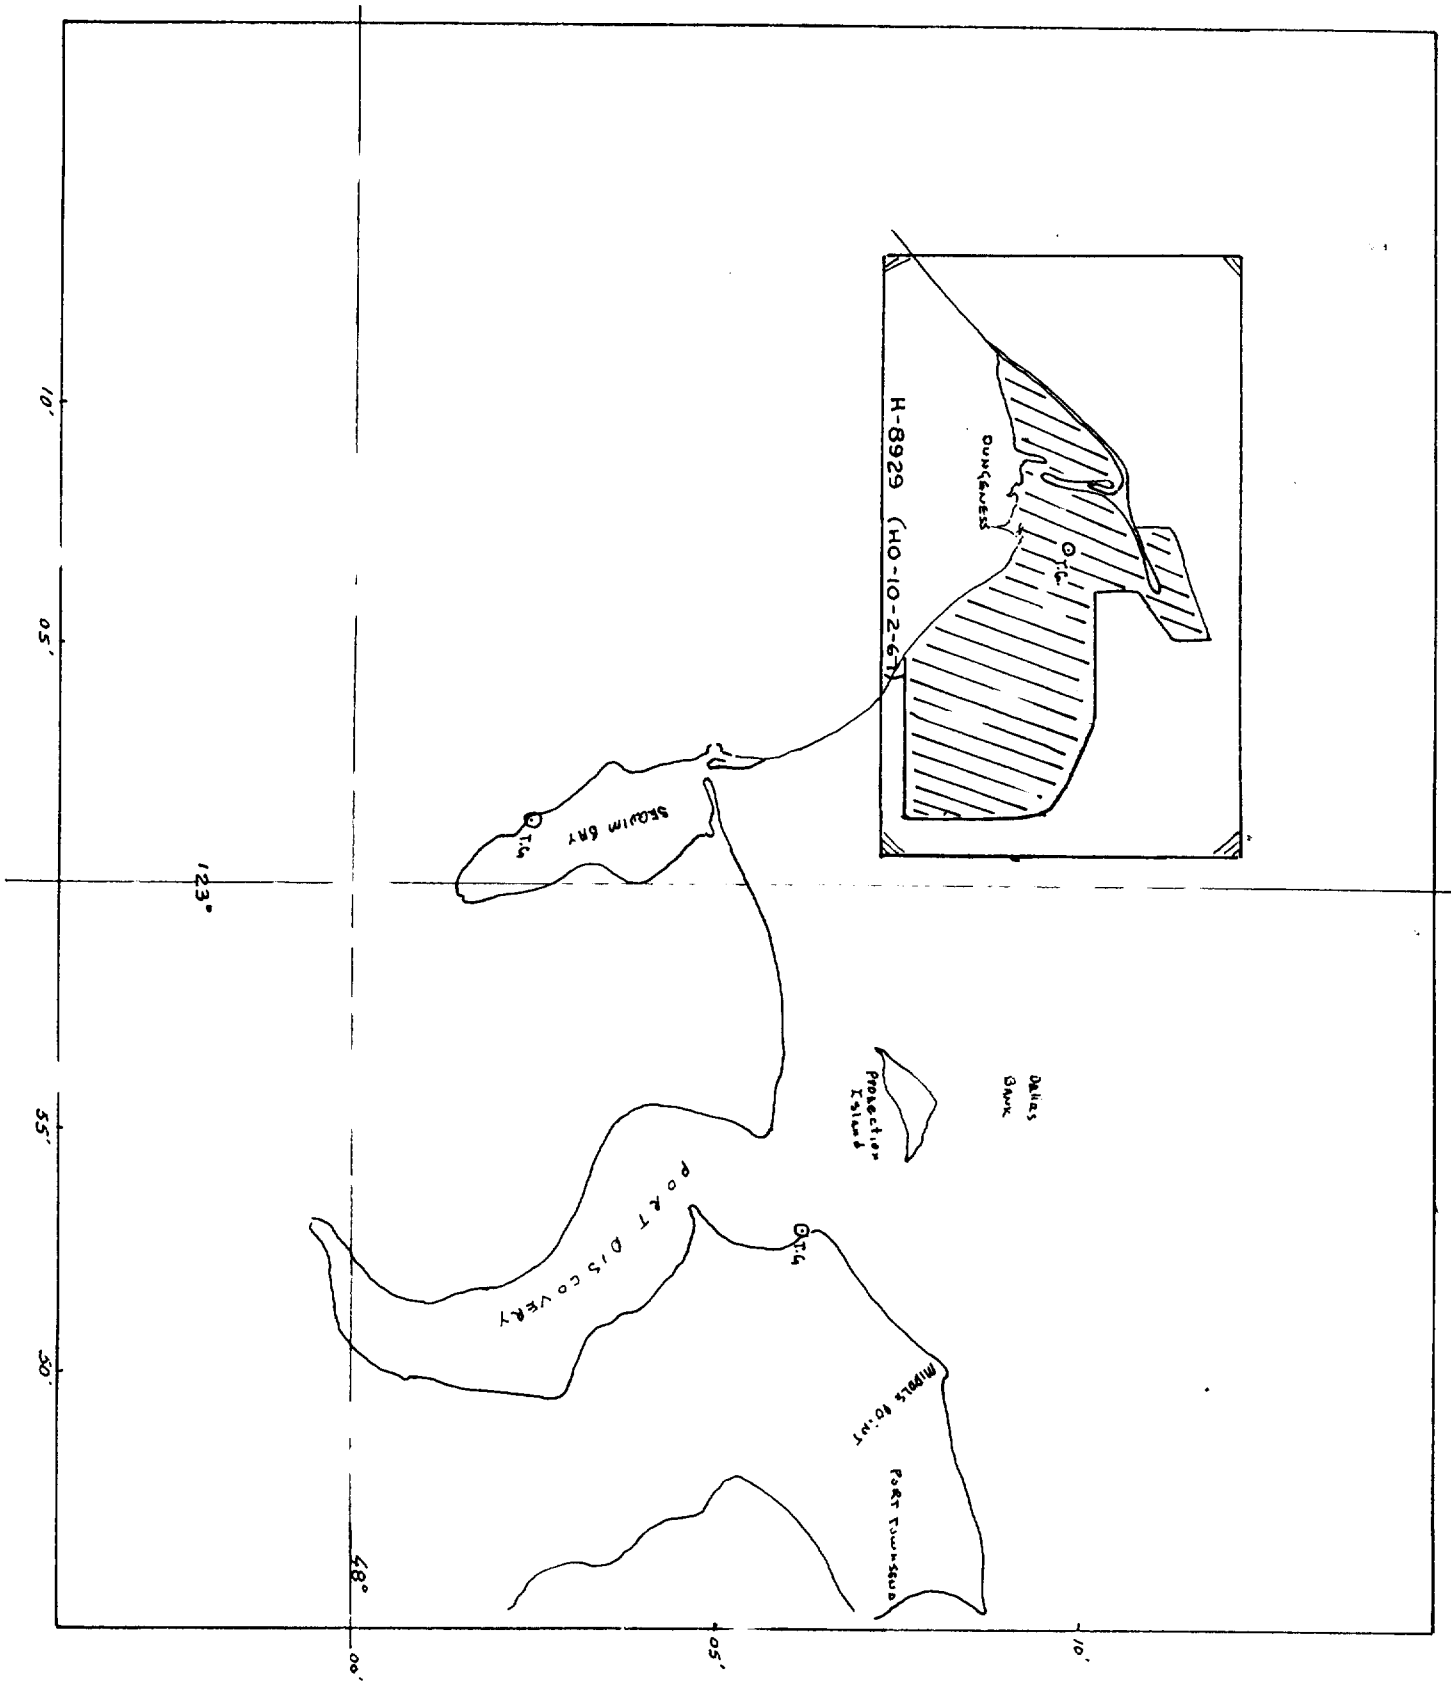 H-8929 (HO-10-2-67)
DUNGENESS
T.G.
SEQUIM BAY
T.G.
Dallas
BANK
Protection
Island
PORT DISCOVERY
T.G.
MIDDLE POINT
PORT TOWNSEND
10'
05'
123°
55'
50'
48°
00'
05'
10'